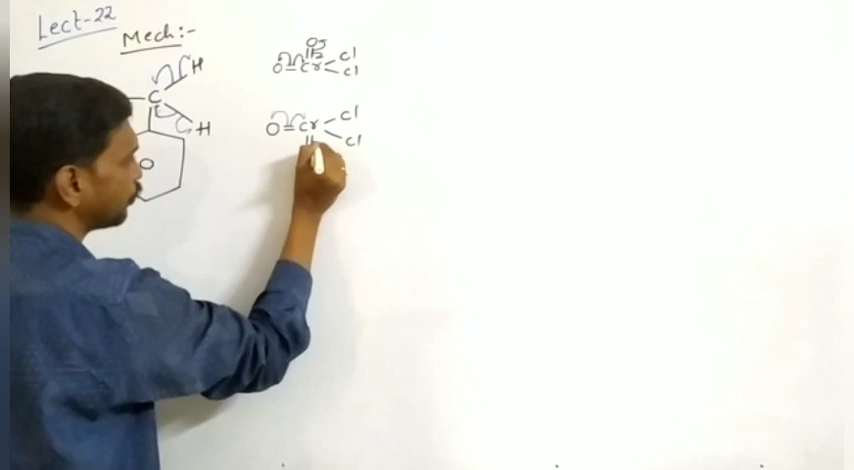 Lect-22
Mech:-
H
C
H
O
O
O=Cr Cl
Cl
O=Cr Cl
Cl